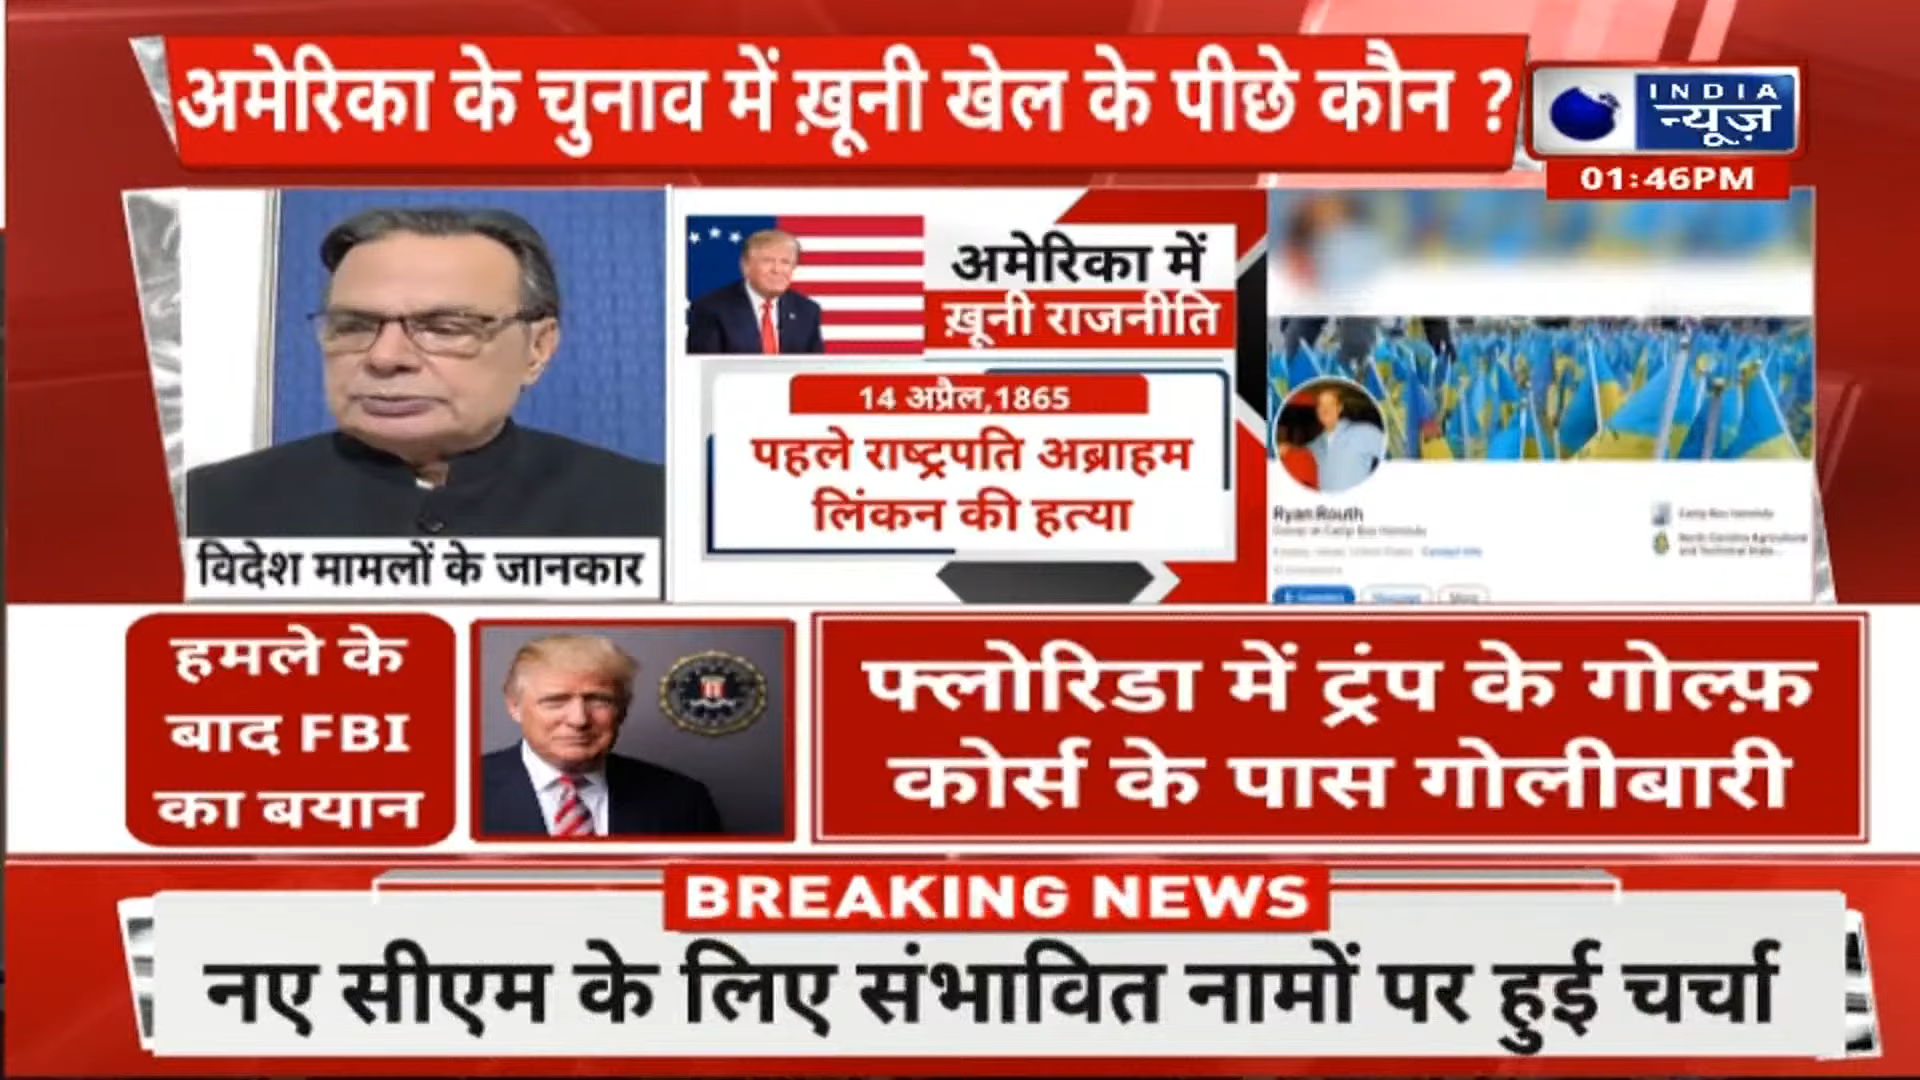 अमेरिका के चुनाव में ख़ूनी खेल के पीछे कौन ?
INDIA
न्यूज़
01:46PM
अमेरिका में
ख़ूनी राजनीति
14 अप्रैल,1865
पहले राष्ट्रपति अब्राहम
लिंकन की हत्या
Ryan Routh
विदेश मामलों के जानकार
हमले के
बाद FBI
का बयान
फ्लोरिडा में ट्रंप के गोल्फ़
कोर्स के पास गोलीबारी
BREAKING NEWS
नए सीएम के लिए संभावित नामों पर हुई चर्चा